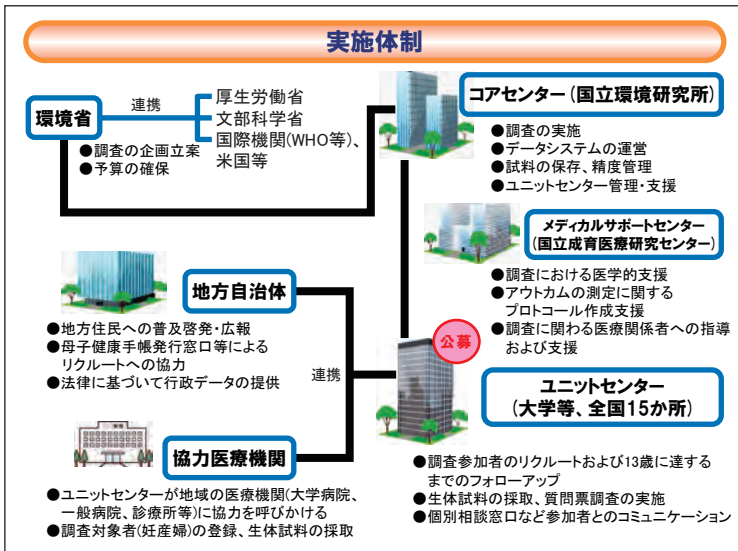 実施体制
環境省
連携
厚生労働省
文部科学省
国際機関(WHO等)、
米国等
●調査の企画立案
●予算の確保
コアセンター(国立環境研究所)
●調査の実施
●データシステムの運営
●試料の保存、精度管理
●ユニットセンター管理・支援
メディカルサポートセンター
(国立成育医療研究センター)
●調査における医学的支援
●アウトカムの測定に関する
プロトコール作成支援
●調査に関わる医療関係者への指導
および支援
地方自治体
●地方住民への普及啓発・広報
●母子健康手帳発行窓口等による
リクルートへの協力
●法律に基づいて行政データの提供
連携
公募
ユニットセンター
(大学等、全国15か所)
●調査参加者のリクルートおよび13歳に達する
までのフォローアップ
●生体試料の採取、質問票調査の実施
●個別相談窓口など参加者とのコミュニケーション
協力医療機関
●ユニットセンターが地域の医療機関(大学病院、
一般病院、診療所等)に協力を呼びかける
●調査対象者(妊産婦)の登録、生体試料の採取